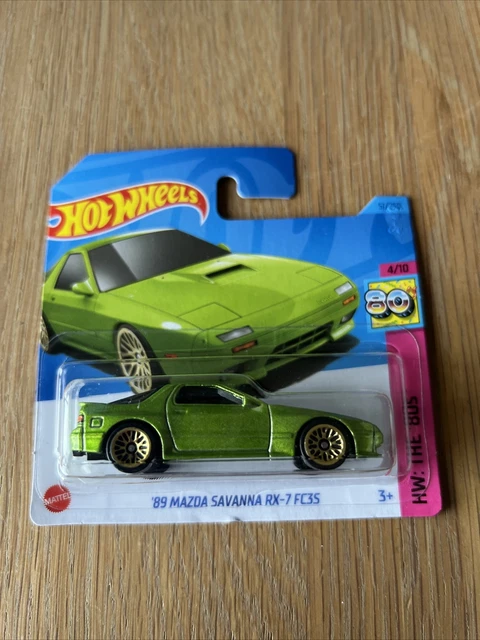 HOT WHEELS
4/10
80s
HW: THE '80s
'89 MAZDA SAVANNA RX-7 FC3S
3+
MATTEL